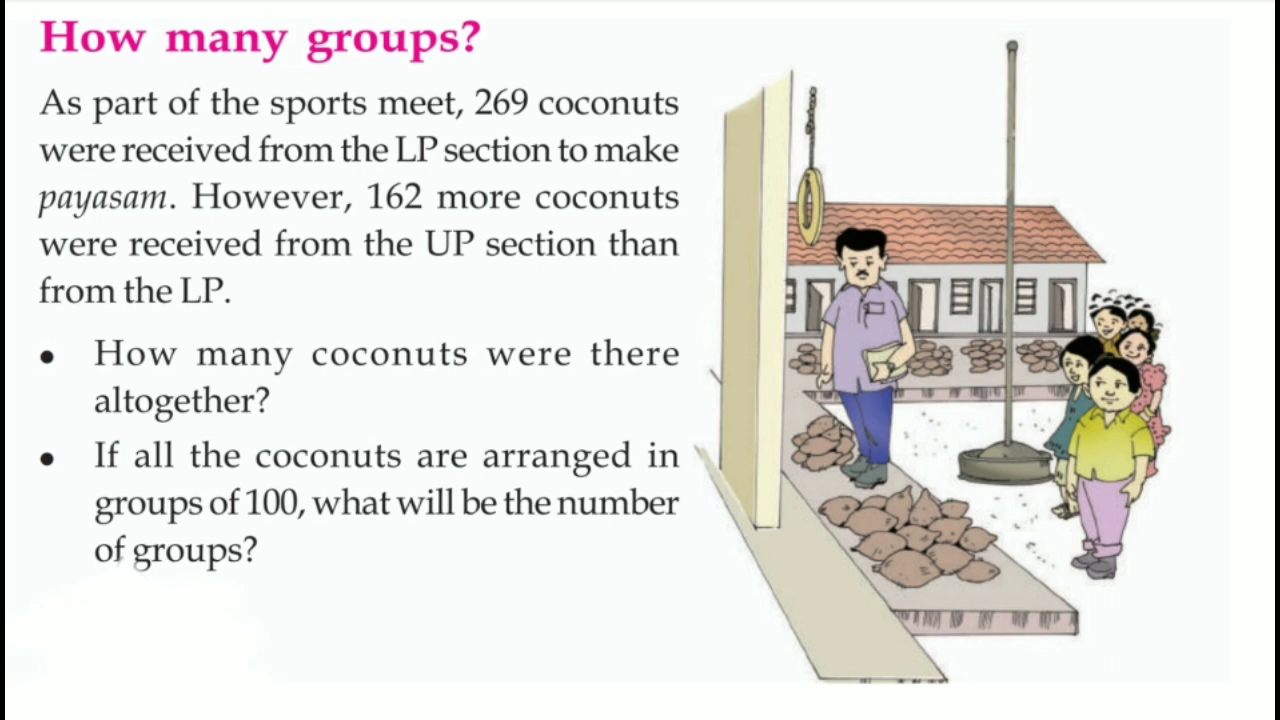 How many groups?
As part of the sports meet, 269 coconuts
were received from the LP section to make
payasam. However, 162 more coconuts
were received from the UP section than
from the LP.
• How many coconuts were there
altogether?
• If all the coconuts are arranged in
groups of 100, what will be the number
of groups?